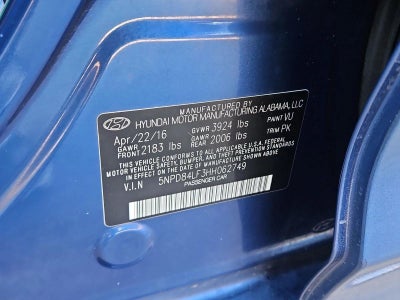 MANUFACTURED BY
HYUNDAI MOTOR MANUFACTURING ALABAMA, LLC
Apr/22/16 GVWR 3924 lbs PAINT VU
GAWR FRONT 2183 lbs GAWR REAR 2006 lbs TRIM PK
THIS VEHICLE CONFORMS TO ALL APPLICABLE U.S.A. FEDERAL
MOTOR VEHICLE SAFETY, BUMPER, AND THEFT PREVENTION STANDARDS
IN EFFECT ON THE DATE OF MANUFACTURE SHOWN ABOVE.
V.I.N 5NPD84LF3HH062749
PASSENGER CAR